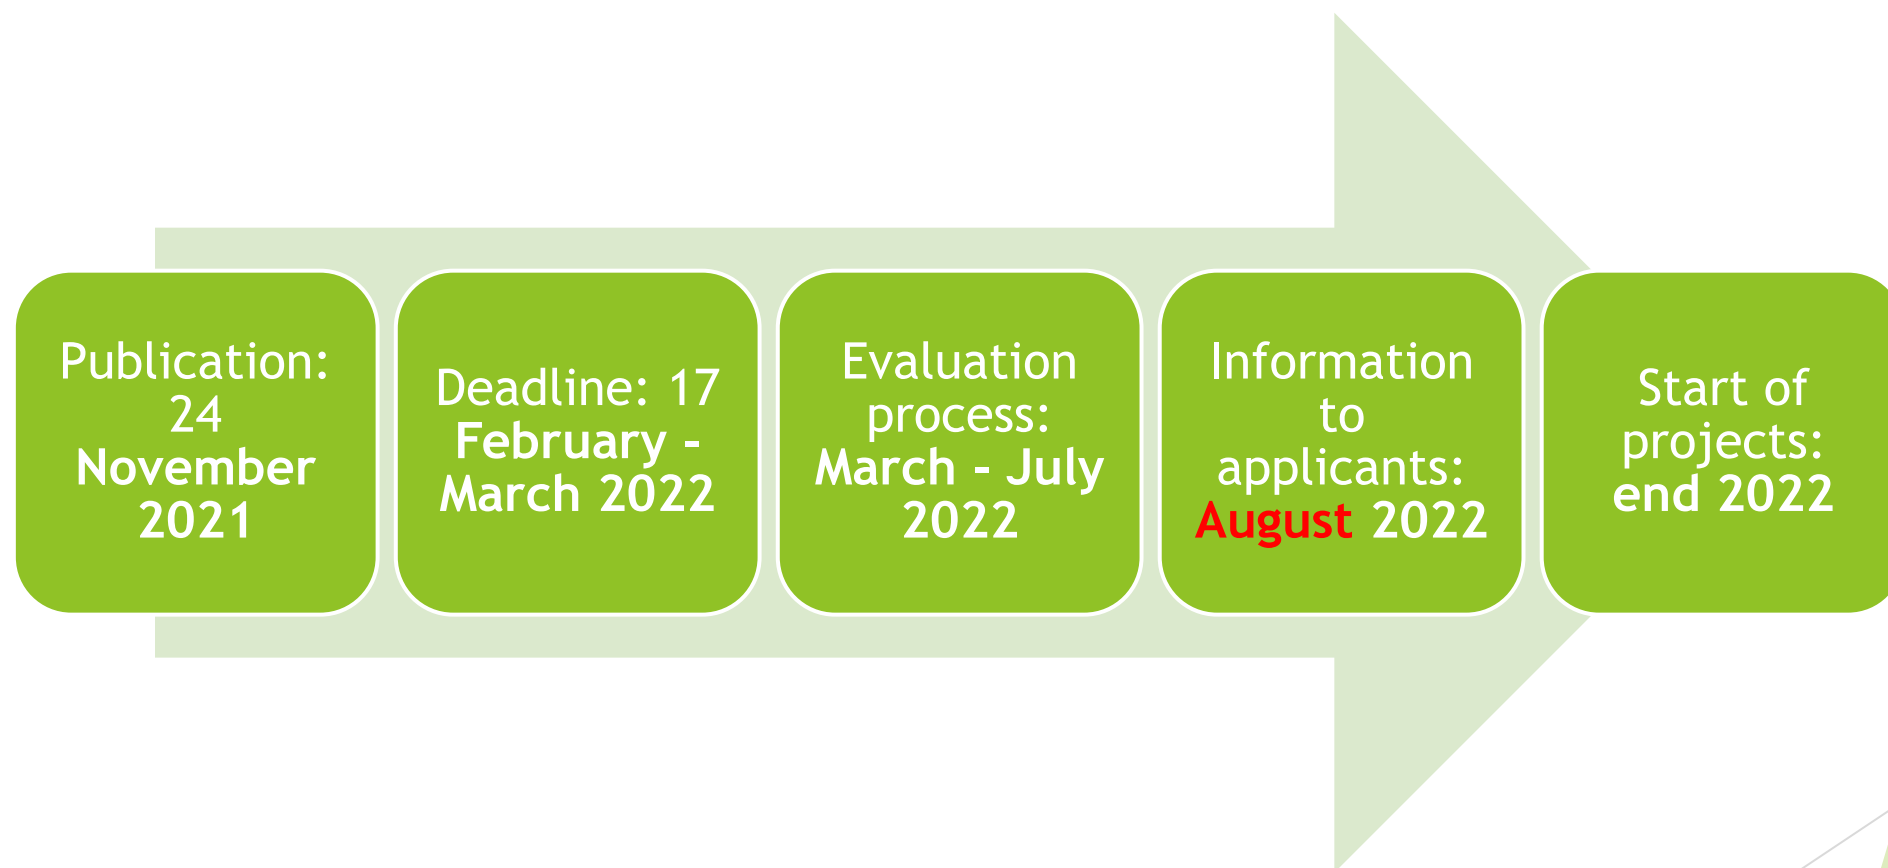 Publication:
24
November
2021
Deadline: 17
February -
March 2022
Evaluation
process:
March - July
2022
Information
to
applicants:
August 2022
Start of
projects:
end 2022